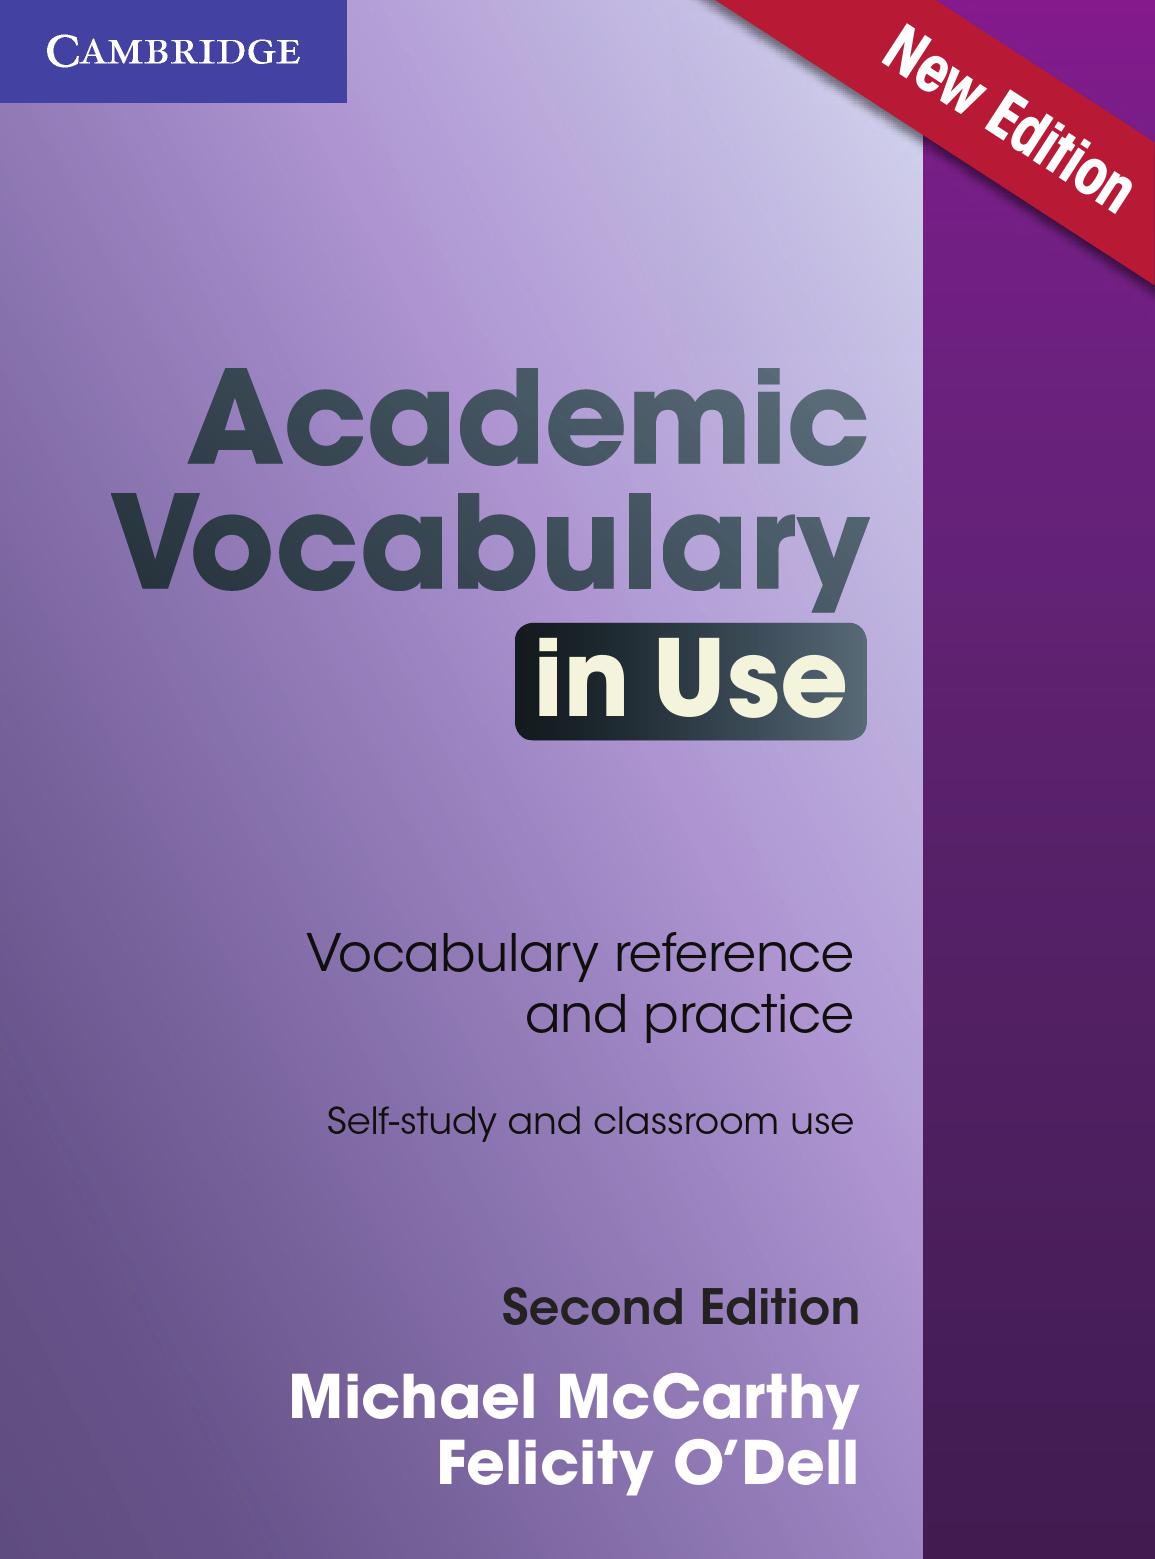 CAMBRIDGE
New Edition
Academic
Vocabulary
in Use
Vocabulary reference
and practice
Self-study and classroom use
Second Edition
Michael McCarthy
Felicity O’Dell